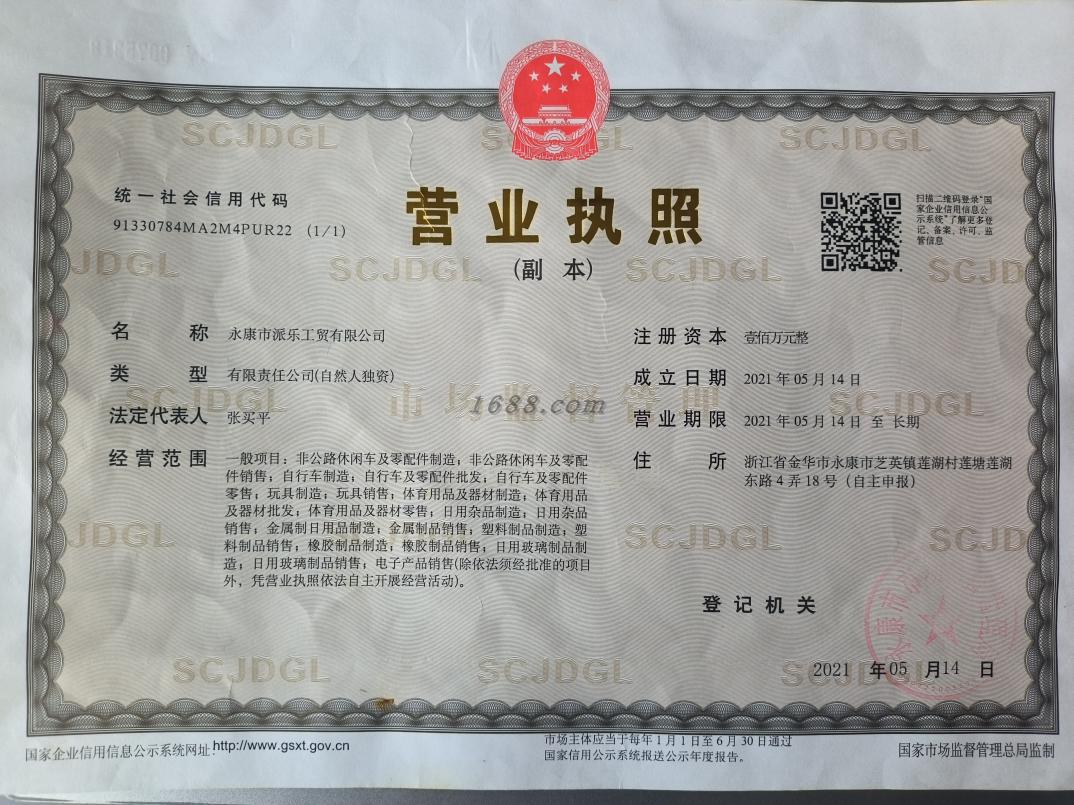 SCJDGL
SCJDGL
统一社会信用代码
91330784MA2M4PUR22 (1/1)
营业执照
(副 本)
扫描二维码登录“国
家企业信用信息公
示系统”了解更多登
记、备案、许可、监
管信息
JDGL SCJDGL SCJDGL SCJD
名称 永康市派乐工贸有限公司
类型 有限责任公司(自然人独资)
法定代表人 张买平
经营范围 一般项目：非公路休闲车及零配件制造；非公路休闲车及零配
件销售；自行车制造；自行车及零配件批发；自行车及零配件
零售；玩具制造；玩具销售；体育用品及器材制造；体育用品
及器材批发；体育用品及器材零售；日用杂品制造；日用杂品
销售；金属制日用品制造；金属制品销售；塑料制品制造；塑
料制品销售；橡胶制品制造；橡胶制品销售；日用玻璃制品制
造；日用玻璃制品销售；电子产品销售(除依法须经批准的项目
外，凭营业执照依法自主开展经营活动)。
注册资本 壹佰万元整
成立日期 2021年05月14日
营业期限 2021年05月14日 至 长期
住所 浙江省金华市永康市芝英镇莲湖村莲塘莲湖
东路4弄18号（自主申报）
市场监督管理
1688.com
SCJDGL
JDGL SCJDGL SCJD
登记机关
2021 年05 月14 日
SCJDGL SCJDGL
国家企业信用信息公示系统网址:http://www.gsxt.gov.cn
市场主体应当于每年1月1日至6月30日通过
国家信用公示系统报送公示年度报告。
国家市场监督管理总局监制